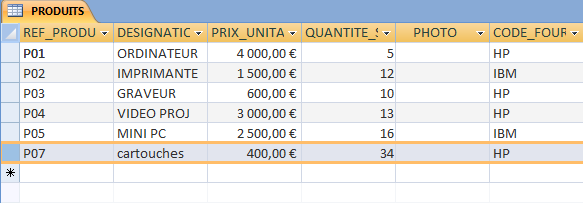 PRODUITS
REF_PRODU DESIGNATIC PRIX_UNITA QUANTITE_S PHOTO CODE_FOUR
P01 ORDINATEUR 4 000,00 € 5 HP
P02 IMPRIMANTE 1 500,00 € 12 IBM
P03 GRAVEUR 600,00 € 10 HP
P04 VIDEO PROJ 3 000,00 € 13 HP
P05 MINI PC 2 500,00 € 16 IBM
P07 cartouches 400,00 € 34 HP